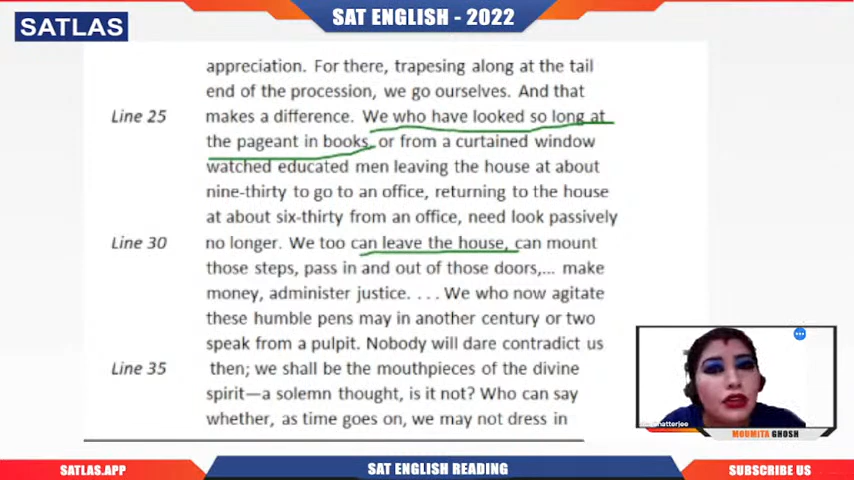 SATLAS
SAT ENGLISH - 2022
appreciation. For there, trapesing along at the tail
end of the procession, we go ourselves. And that
Line 25 makes a difference. We who have looked so long at
the pageant in books, or from a curtained window
watched educated men leaving the house at about
nine-thirty to go to an office, returning to the house
at about six-thirty from an office, need look passively
Line 30 no longer. We too can leave the house, can mount
those steps, pass in and out of those doors,... make
money, administer justice. . . . We who now agitate
these humble pens may in another century or two
speak from a pulpit. Nobody will dare contradict us
Line 35 then; we shall be the mouthpieces of the divine
spirit—a solemn thought, is it not? Who can say
whether, as time goes on, we may not dress in
MOUMITA GHOSH
SATLAS.APP
SAT ENGLISH READING
SUBSCRIBE US